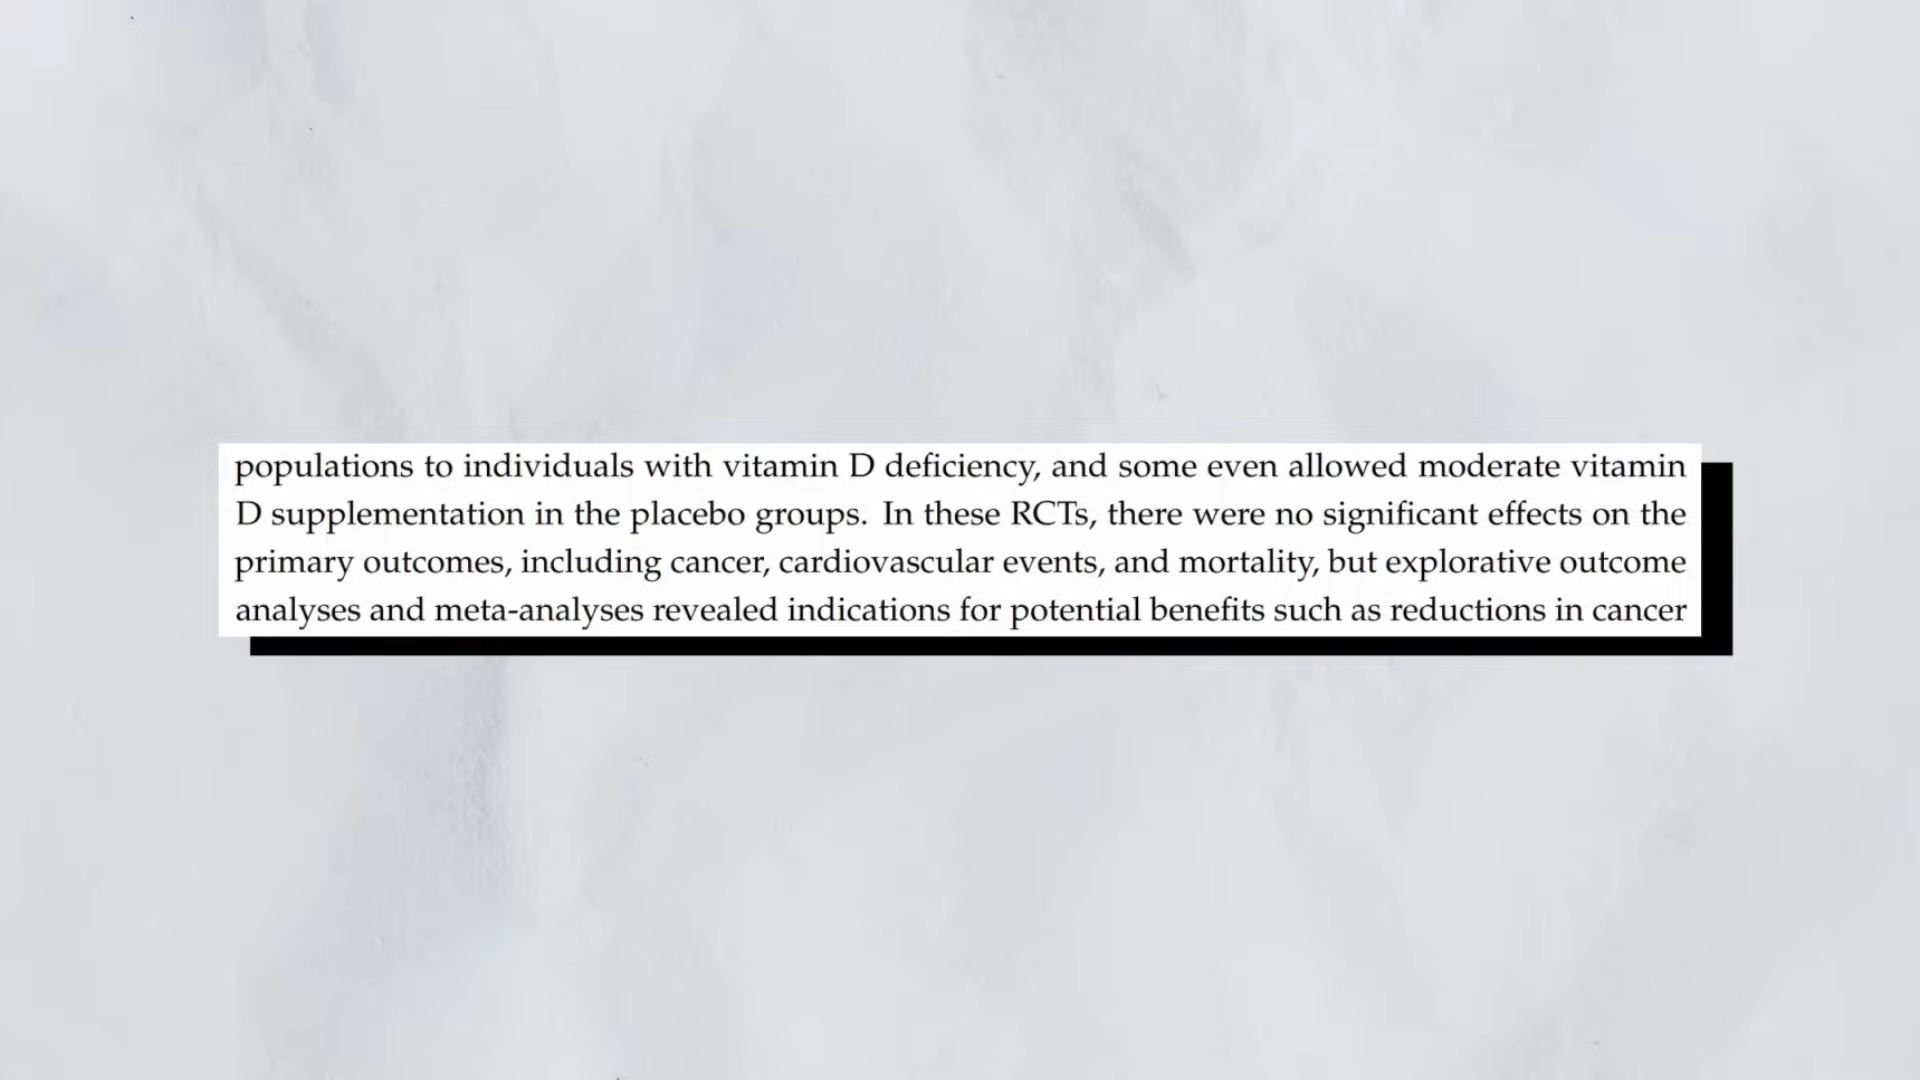 populations to individuals with vitamin D deficiency, and some even allowed moderate vitamin
D supplementation in the placebo groups. In these RCTs, there were no significant effects on the
primary outcomes, including cancer, cardiovascular events, and mortality, but explorative outcome
analyses and meta-analyses revealed indications for potential benefits such as reductions in cancer